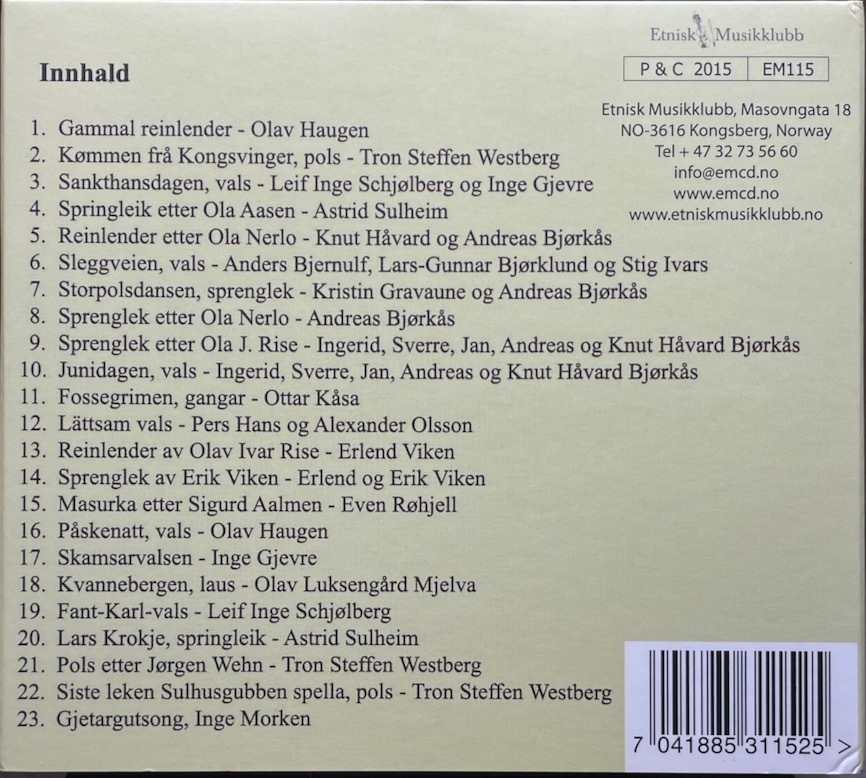 Etnisk Musikklubb
P & C 2015 EM115
Innhald
Etnisk Musikklubb, Masovngata 18
NO-3616 Kongsberg, Norway
Tel + 47 32 73 56 60
info@emcd.no
www.emcd.no
www.etniskmusikklubb.no
1. Gammal reinlender - Olav Haugen
2. Kømmen frå Kongsvinger, pols - Tron Steffen Westberg
3. Sankthansdagen, vals - Leif Inge Schjølberg og Inge Gjevre
4. Springleik etter Ola Aasen - Astrid Sulheim
5. Reinlender etter Ola Nerlo - Knut Håvard og Andreas Bjørkås
6. Sleggveien, vals - Anders Bjernulf, Lars-Gunnar Bjørklund og Stig Ivars
7. Storpolsdansen, sprenglek - Kristin Gravaune og Andreas Bjørkås
8. Sprenglek etter Ola Nerlo - Andreas Bjørkås
9. Sprenglek etter Ola J. Rise - Ingerid, Sverre, Jan, Andreas og Knut Håvard Bjørkås
10. Junidagen, vals - Ingerid, Sverre, Jan, Andreas og Knut Håvard Bjørkås
11. Fossegrimen, gangar - Ottar Kåsa
12. Lättsam vals - Pers Hans og Alexander Olsson
13. Reinlender av Olav Ivar Rise - Erlend Viken
14. Sprenglek av Erik Viken - Erlend og Erik Viken
15. Masurka etter Sigurd Aalmen - Even Røhjell
16. Påskenatt, vals - Olav Haugen
17. Skamsarvalsen - Inge Gjevre
18. Kvannebergen, laus - Olav Luksengård Mjelva
19. Fant-Karl-vals - Leif Inge Schjølberg
20. Lars Krokje, springleik - Astrid Sulheim
21. Pols etter Jørgen Wehn - Tron Steffen Westberg
22. Siste leken Sulhusgubben spella, pols - Tron Steffen Westberg
23. Gjetargutsong, Inge Morken
7 041885 311525 >